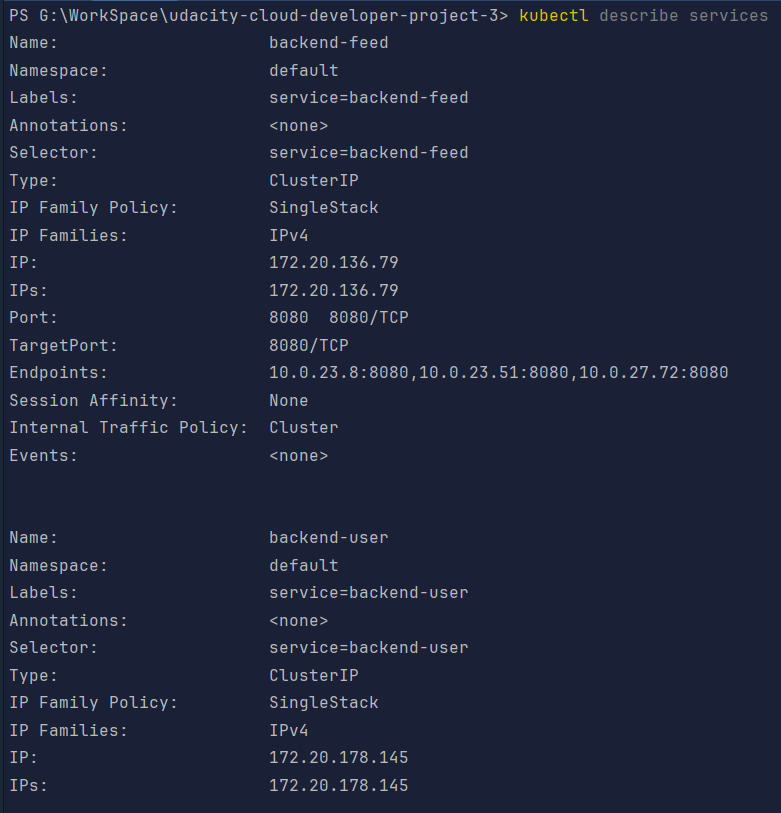 PS G:\WorkSpace\udacity-cloud-developer-project-3> kubectl describe services
Name:                     backend-feed
Namespace:                default
Labels:                   service=backend-feed
Annotations:              <none>
Selector:                 service=backend-feed
Type:                     ClusterIP
IP Family Policy:         SingleStack
IP Families:              IPv4
IP:                       172.20.136.79
IPs:                      172.20.136.79
Port:                     8080  8080/TCP
TargetPort:               8080/TCP
Endpoints:                10.0.23.8:8080,10.0.23.51:8080,10.0.27.72:8080
Session Affinity:         None
Internal Traffic Policy:  Cluster
Events:                   <none>
Name:                     backend-user
Namespace:                default
Labels:                   service=backend-user
Annotations:              <none>
Selector:                 service=backend-user
Type:                     ClusterIP
IP Family Policy:         SingleStack
IP Families:              IPv4
IP:                       172.20.178.145
IPs:                      172.20.178.145